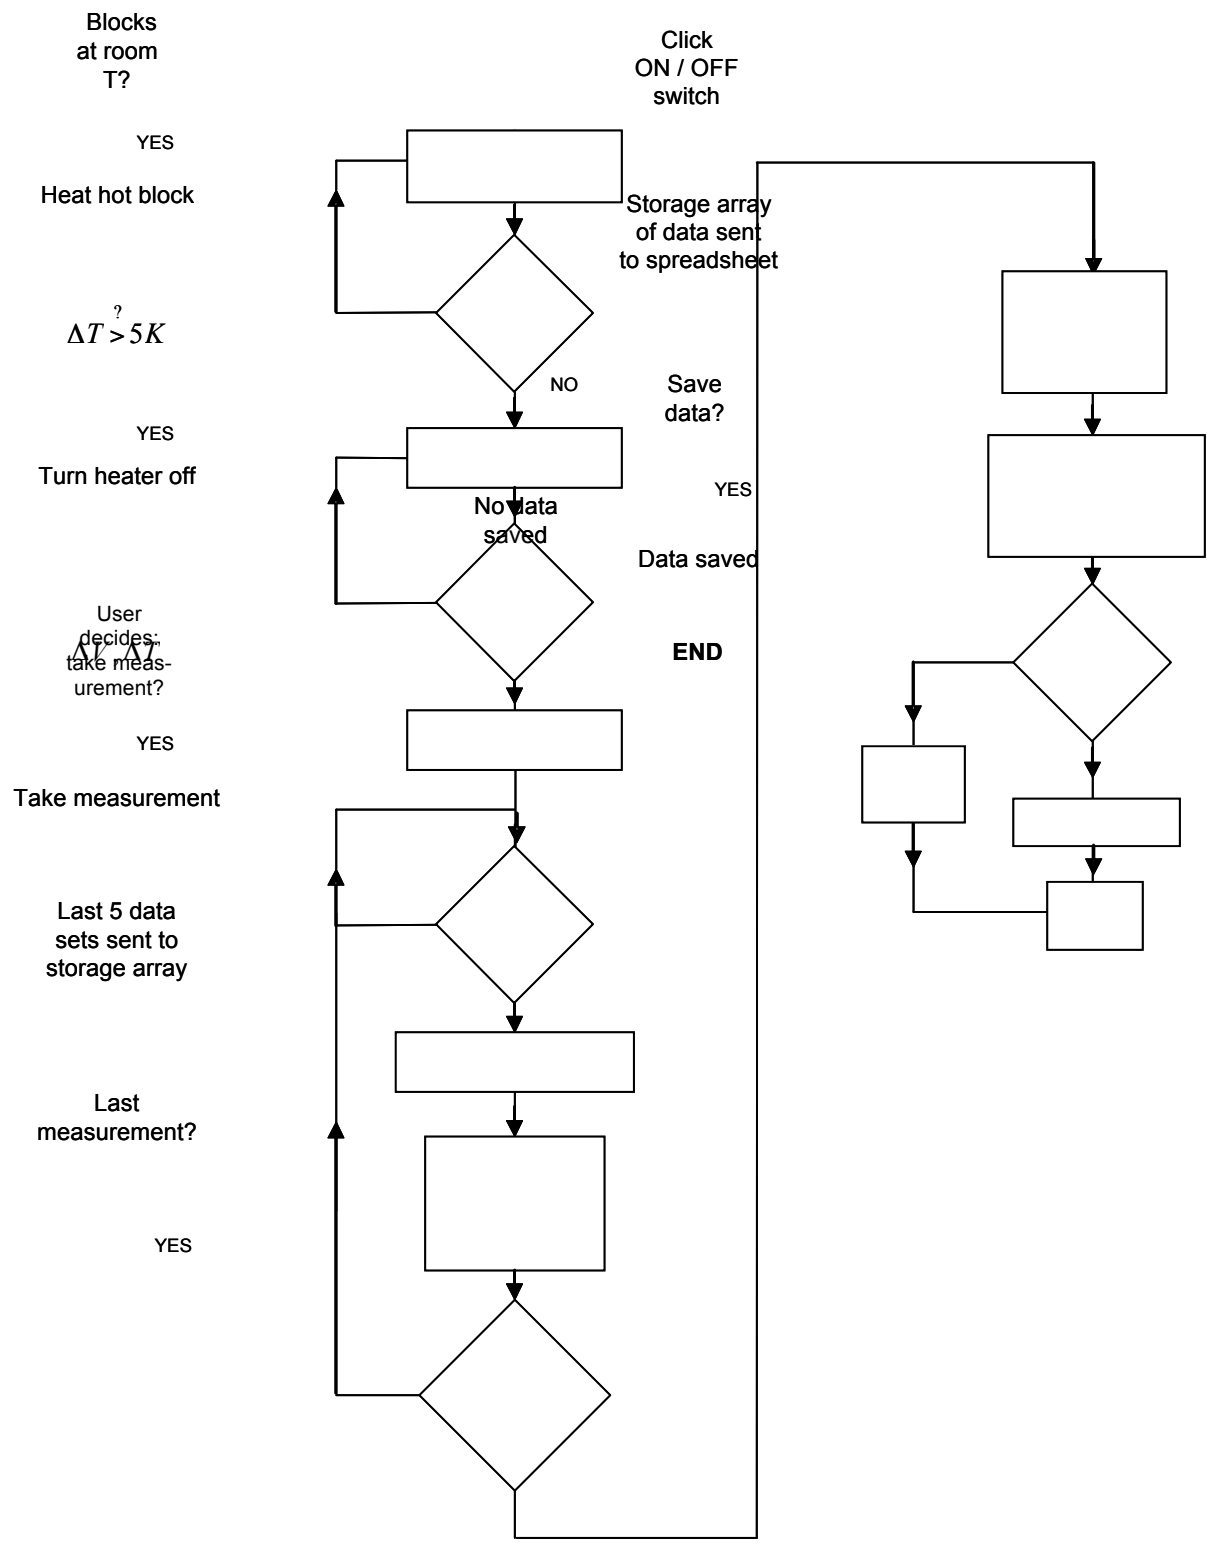 Blocks
at room
T?
YES
Heat hot block
?
ΔT > 5K
YES
Turn heater off
User
decides:
take meas-
urement?
ΔV, ΔT
YES
Take measurement
Last 5 data
sets sent to
storage array
Last
measurement?
YES
NO
No data
saved
Click
ON / OFF
switch
Storage array
of data sent
to spreadsheet
Save
data?
YES
Data saved
END